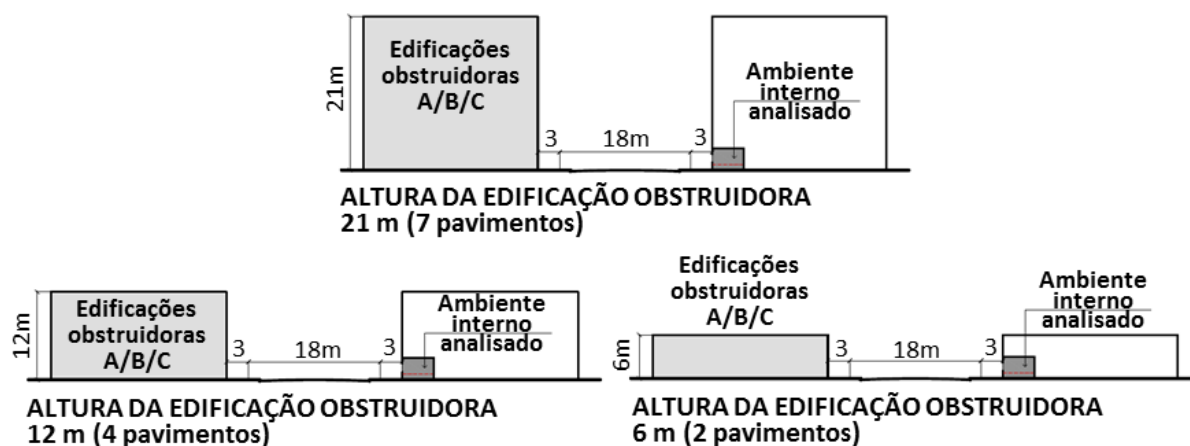 21m
Edificações
obstruidoras
A/B/C
Ambiente
interno
analisado
3
18m
3
ALTURA DA EDIFICAÇÃO OBSTRUIDORA
21 m (7 pavimentos)
12m
Edificações
obstruidoras
A/B/C
3
18m
3
Ambiente
interno
analisado
ALTURA DA EDIFICAÇÃO OBSTRUIDORA
12 m (4 pavimentos)
Edificações
obstruidoras
A/B/C
6m
3
18m
3
Ambiente
interno
analisado
ALTURA DA EDIFICAÇÃO OBSTRUIDORA
6 m (2 pavimentos)